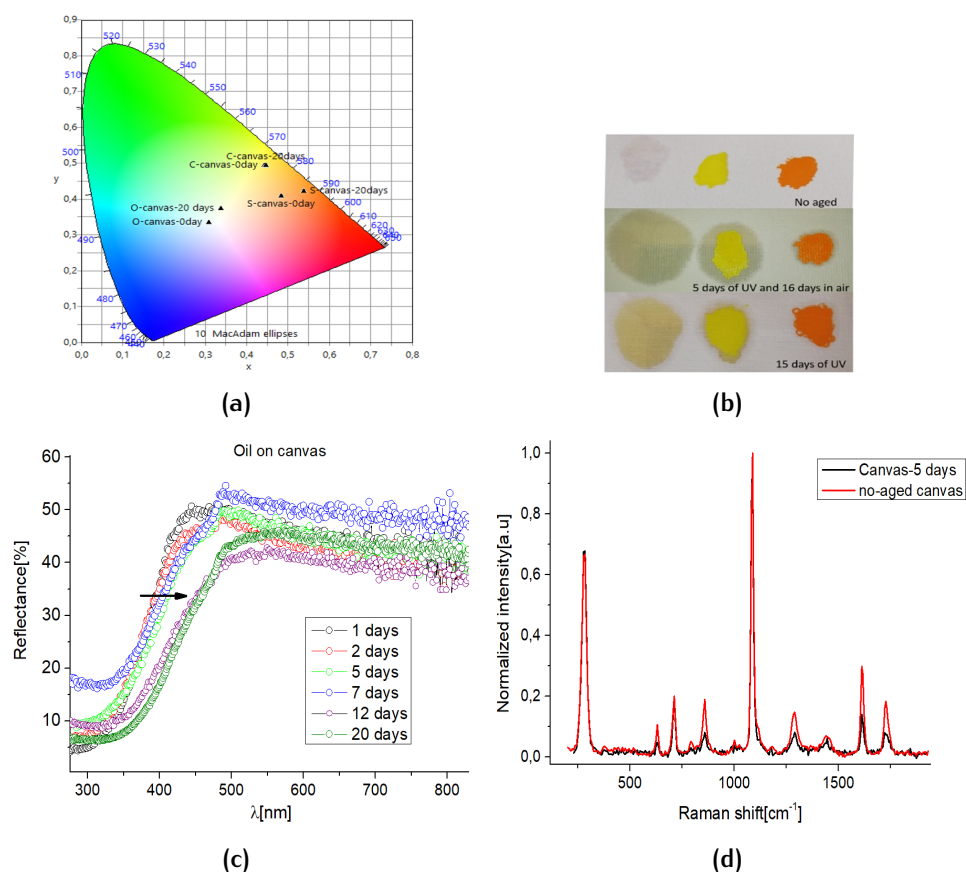 0,9
520
530
510
540
0,8
550
0,7
560
0,6
570
500
C-canvas-20days
580
0,5
C-canvas-0day
y
590
S-canvas-20days
0,4
O-canvas-20 days
S-canvas-0day
600
O-canvas-0day
610
620
0,3
490
640
650
0,2
480
0,1
470
460
10 MacAdam ellipses
440
0,0
0,0 0,1 0,2 0,3 0,4 0,5 0,6 0,7 0,8
x
(a)
No aged
5 days of UV and 16 days in air
15 days of UV
(b)
Oil on canvas
60
50
40
30
20
10
Reflectance[%]
1 days
2 days
5 days
7 days
12 days
20 days
300 400 500 600 700 800
λ[nm]
(c)
1,0
0,8
0,6
0,4
0,2
0,0
Normalized intensity[a.u]
Canvas-5 days
no-aged canvas
500 1000 1500
Raman shift[cm⁻¹]
(d)